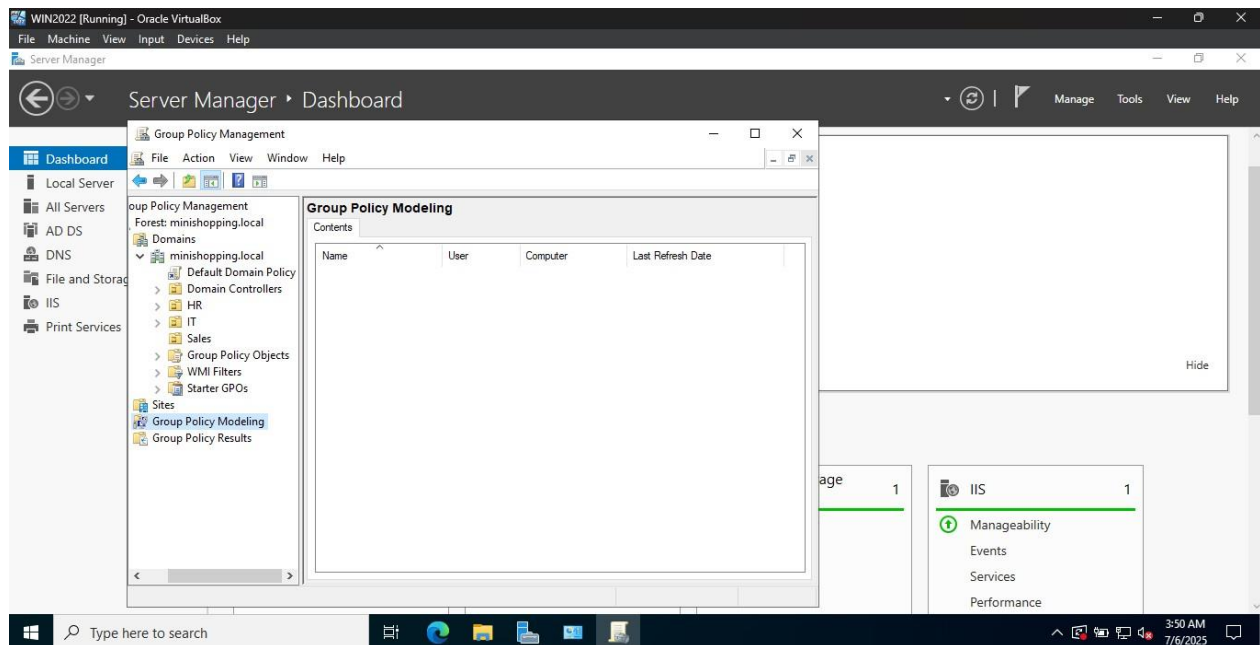 WIN2022 [Running] - Oracle VirtualBox
File Machine View Input Devices Help
Server Manager
Server Manager • Dashboard
Manage Tools View Help
Dashboard
Local Server
All Servers
AD DS
DNS
File and Storag
IIS
Print Services
Group Policy Management
File Action View Window Help
oup Policy Management
Forest: minishopping.local
Domains
minishopping.local
Default Domain Policy
Domain Controllers
HR
IT
Sales
Group Policy Objects
WMI Filters
Starter GPOs
Sites
Group Policy Modeling
Group Policy Results
Group Policy Modeling
Contents
Name User Computer Last Refresh Date
Hide
age 1
IIS 1
Manageability
Events
Services
Performance
Type here to search
3:50 AM
7/6/2025